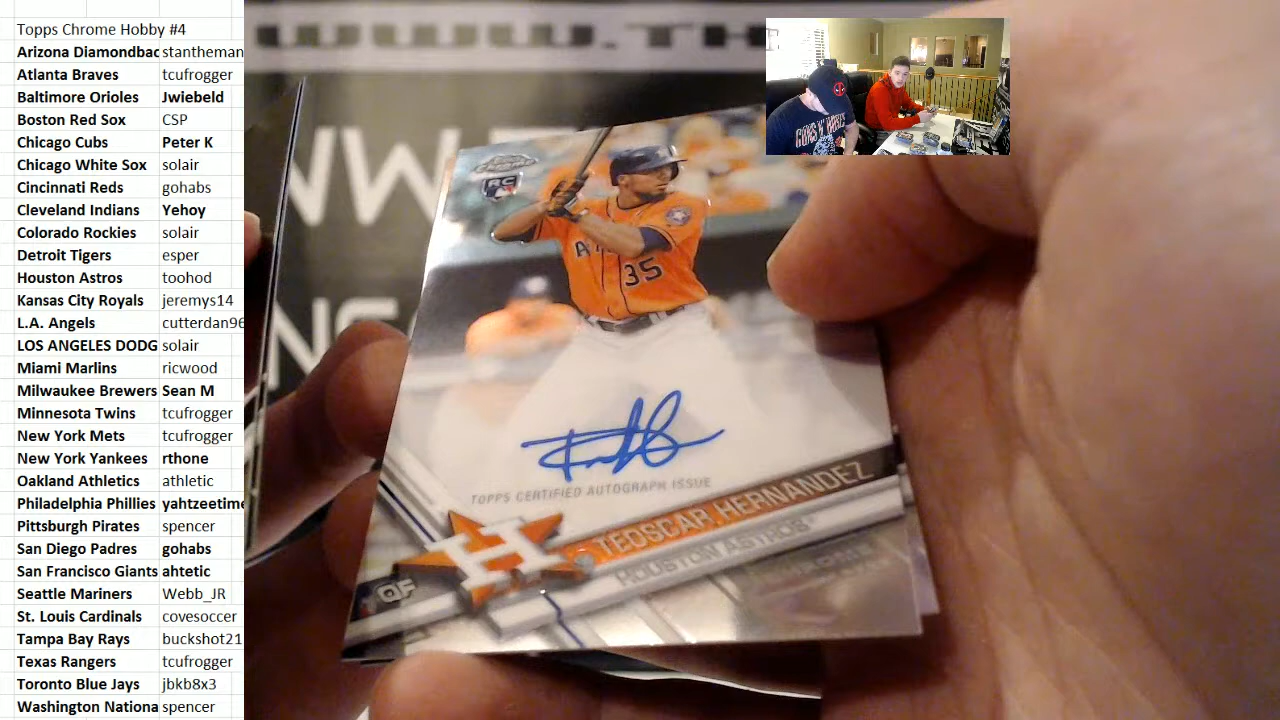 Topps Chrome Hobby #4
Arizona Diamondbac stantheman
Atlanta Braves tcufrogger
Baltimore Orioles Jwiebeld
Boston Red Sox CSP
Chicago Cubs Peter K
Chicago White Sox solair
Cincinnati Reds gohabs
Cleveland Indians Yehoy
Colorado Rockies solair
Detroit Tigers esper
Houston Astros toohod
Kansas City Royals jeremys14
L.A. Angels cutterdan96
LOS ANGELES DODG solair
Miami Marlins ricwood
Milwaukee Brewers Sean M
Minnesota Twins tcufrogger
New York Mets tcufrogger
New York Yankees rthone
Oakland Athletics athletic
Philadelphia Phillies yahtzeetime
Pittsburgh Pirates spencer
San Diego Padres gohabs
San Francisco Giants ahtetic
Seattle Mariners Webb_JR
St. Louis Cardinals covesoccer
Tampa Bay Rays buckshot21
Texas Rangers tcufrogger
Toronto Blue Jays jbkb8x3
Washington Nationa spencer
WWW.TH
RC
35
TOPPS CERTIFIED AUTOGRAPH ISSUE
TEOSCAR HERNANDEZ
HOUSTON ASTROS
H
OF